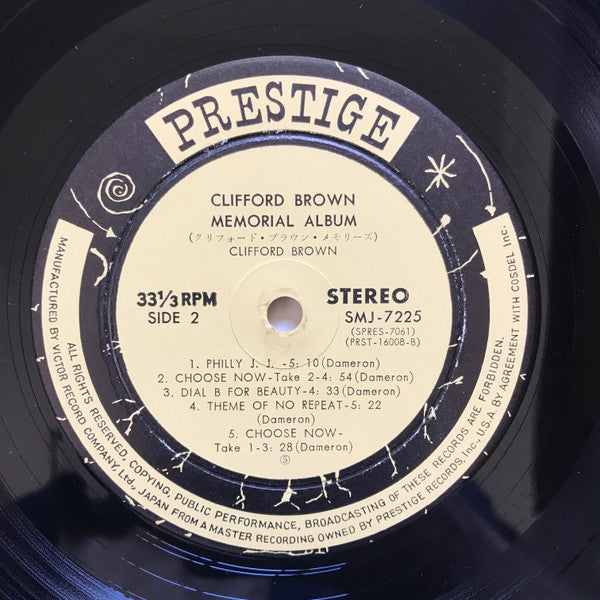 PRESTIGE
CLIFFORD BROWN
MEMORIAL ALBUM
(クリフォード・ブラウン・メモリーズ)
CLIFFORD BROWN
33 1/3 RPM
SIDE 2
STEREO
SMJ-7225
(SPRES-7061)
(PRST-16008-B)
1. PHILLY J. J. -5: 10(Dameron)
2. CHOOSE NOW-Take 2-4: 54(Dameron)
3. DIAL B FOR BEAUTY-4: 33(Dameron)
4. THEME OF NO REPEAT-5: 22
(Dameron)
5. CHOOSE NOW-
Take 1-3: 28(Dameron)
Ⓢ
MANUFACTURED BY VICTOR RECORD COMPANY, Ltd., JAPAN FROM A MASTER RECORDING OWNED BY PRESTIGE RECORDS, Inc., U.S.A. BY AGREEMENT WITH COSDEL Inc.
ALL RIGHTS RESERVED, COPYING, PUBLIC PERFORMANCE, BROADCASTING OF THESE RECORDS ARE FORBIDDEN.